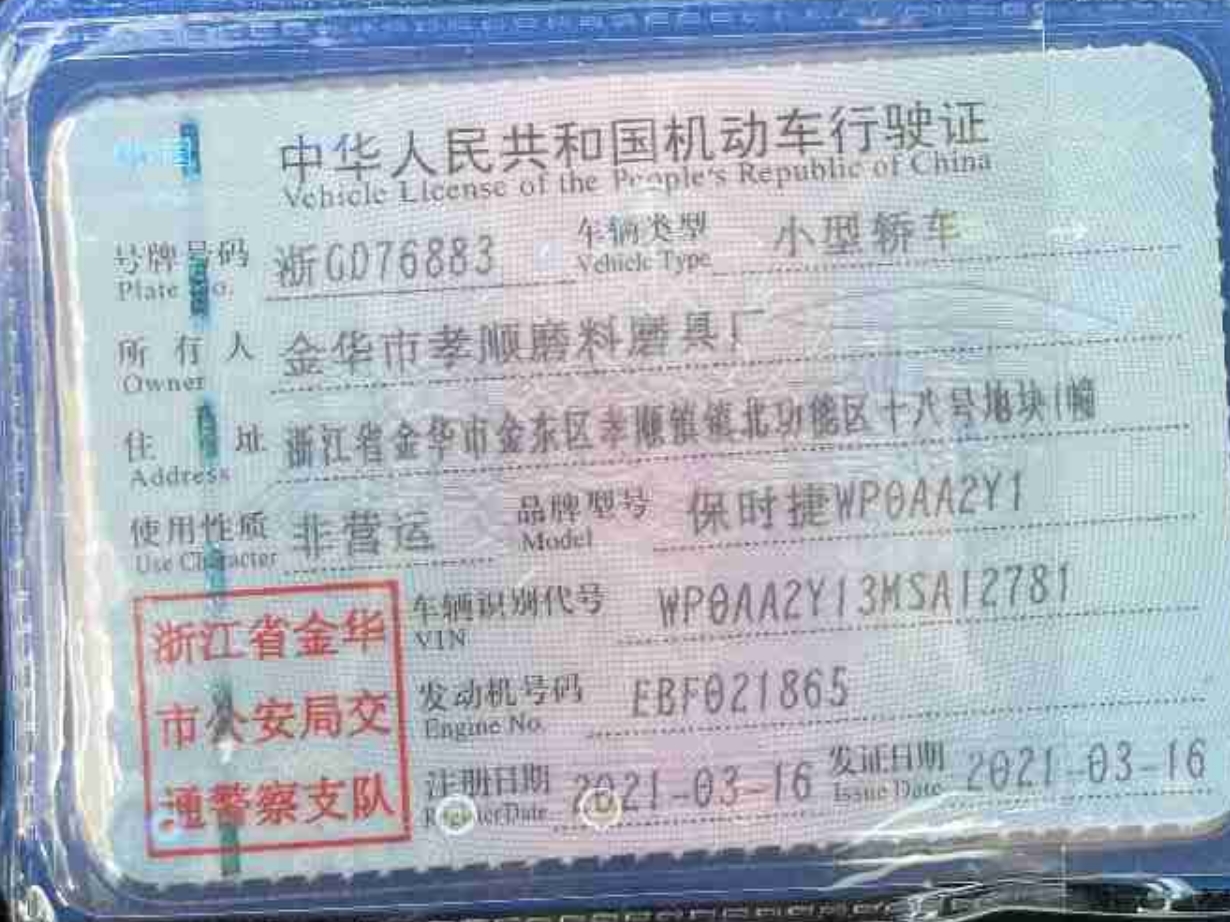 中华人民共和国机动车行驶证
Vehicle License of the People's Republic of China
号牌号码 浙GD76883 车辆类型 小型轿车
Plate No. Vehicle Type
所有人 金华市孝顺磨料磨具厂
Owner
住址 浙江省金华市金东区孝顺镇镇北功能区十八号地块1幢
Address
使用性质 非营运 品牌型号 保时捷WP0AA2Y1
Use Character Model
车辆识别代号 WP0AA2Y13MSA12781
VIN
发动机号码 EBF021865
Engine No.
注册日期 2021-03-16 发证日期 2021-03-16
Register Date Issue Date
浙江省金华
市公安局交
通警察支队